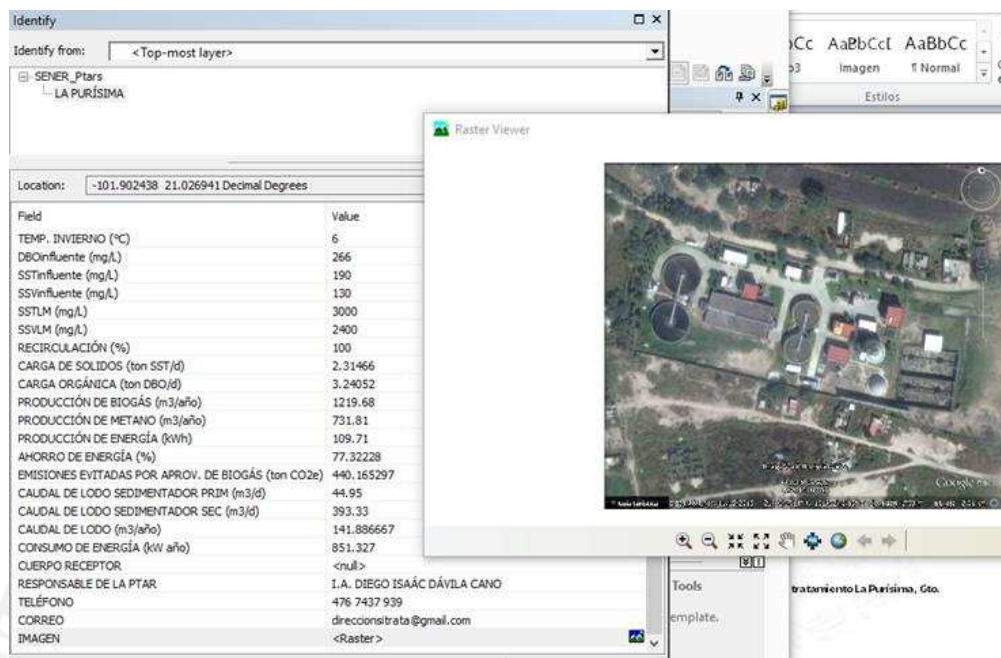 Identify
Identify from: <Top-most layer>
SENER_Ptars
LA PURÍSIMA
Location: -101.902438 21.026941 Decimal Degrees
Field Value
TEMP. INVIERNO (ºC) 6
DBOinfluente (mg/L) 266
SSTinfluente (mg/L) 190
SSVinfluente (mg/L) 130
SSTLM (mg/L) 3000
SSVLM (mg/L) 2400
RECIRCULACIÓN (%) 100
CARGA DE SOLIDOS (ton SST/d) 2.31466
CARGA ORGÁNICA (ton DBO/d) 3.24052
PRODUCCIÓN DE BIOGÁS (m3/año) 1219.68
PRODUCCIÓN DE METANO (m3/año) 731.81
PRODUCCIÓN DE ENERGÍA (kWh) 109.71
AHORRO DE ENERGÍA (%) 77.32228
EMISIONES EVITADAS POR APROV. DE BIOGÁS (ton CO2e) 440.165297
CAUDAL DE LODO SEDIMENTADOR PRIM (m3/d) 44.95
CAUDAL DE LODO SEDIMENTADOR SEC (m3/d) 393.33
CAUDAL DE LODO (m3/año) 141.886667
CONSUMO DE ENERGÍA (kW año) 851.327
CUERPO RECEPTOR <null>
RESPONSABLE DE LA PTAR I.A. DIEGO ISAÁC DÁVILA CANO
TELÉFONO 476 7437 939
CORREO direccionsitrata@gmail.com
IMAGEN <Raster>
Raster Viewer
AaBbCcI AaBbCc
Imagen ¶ Normal
Estilos
Google
Tools
emplate.
tratamiento La Purísima, Gto.